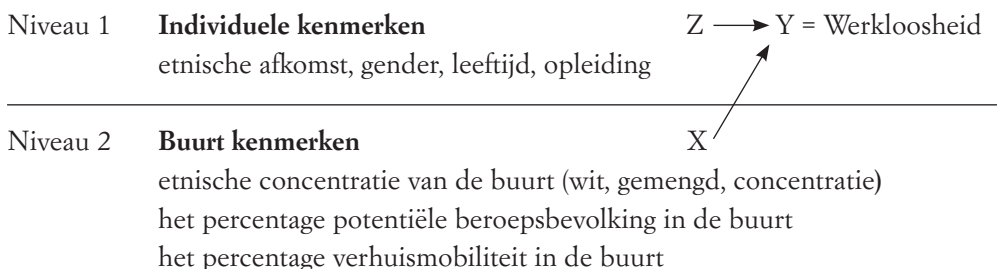 Niveau 1 Individuele kenmerken Z → Y = Werkloosheid
etnische afkomst, gender, leeftijd, opleiding
Niveau 2 Buurt kenmerken X
etnische concentratie van de buurt (wit, gemengd, concentratie)
het percentage potentiële beroepsbevolking in de buurt
het percentage verhuismobiliteit in de buurt